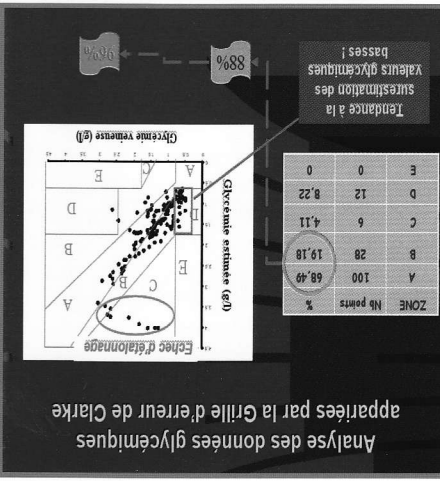 Analyse des données glycémiques
appariées par la Grille d'erreur de Clarke
ZONE Nb points %
A 100 68,49
B 28 19,18
C 6 4,11
D 12 8,22
E 0 0
Tendance à la
surestimation des
valeurs glycémiques
basses !
88%
Echec d'étalonnage
Glycémie estimée (g/l)
E
C
B
A
D
B
D
A
C
E
Glycémie veineuse (g/l)